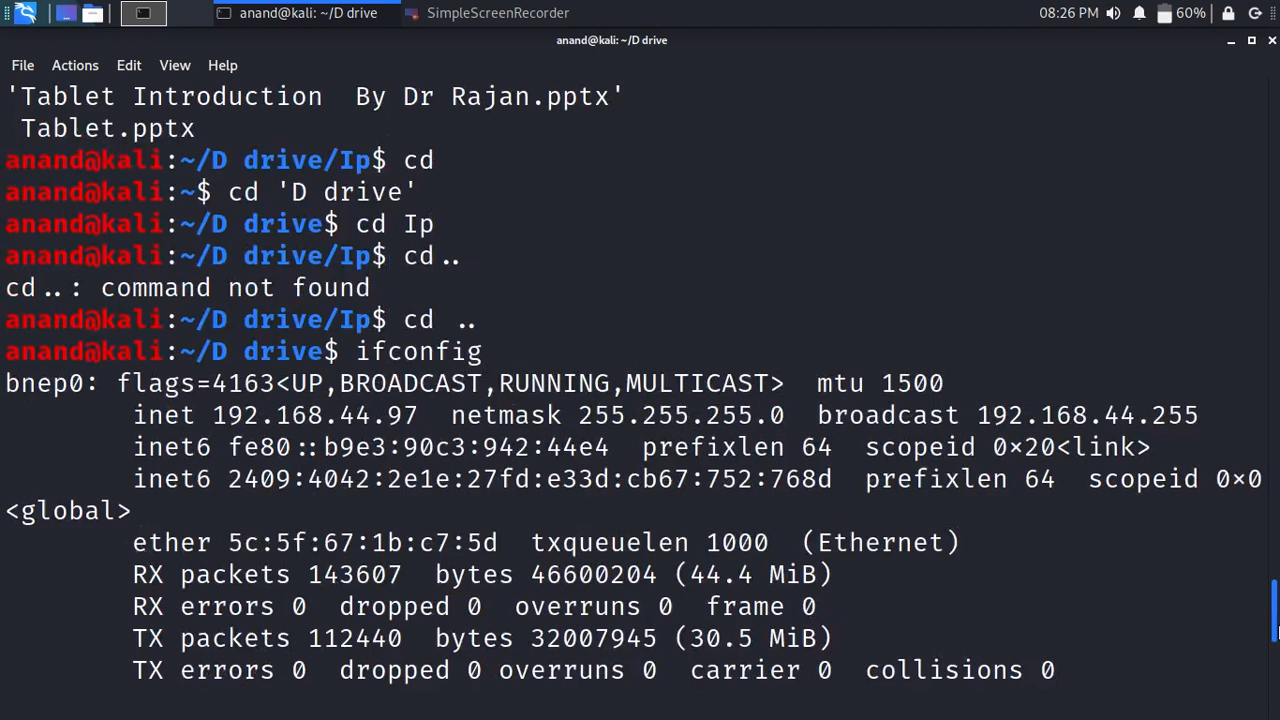 anand@kali: ~/D drive
SimpleScreenRecorder
08:26 PM
60%
anand@kali: ~/D drive
File Actions Edit View Help
'Tablet Introduction  By Dr Rajan.pptx'
Tablet.pptx
anand@kali:~/D drive/Ip$ cd
anand@kali:~$ cd 'D drive'
anand@kali:~/D drive$ cd Ip
anand@kali:~/D drive/Ip$ cd..
cd..: command not found
anand@kali:~/D drive/Ip$ cd ..
anand@kali:~/D drive$ ifconfig
bnep0: flags=4163<UP,BROADCAST,RUNNING,MULTICAST>  mtu 1500
inet 192.168.44.97  netmask 255.255.255.0  broadcast 192.168.44.255
inet6 fe80::b9e3:90c3:942:44e4  prefixlen 64  scopeid 0x20<link>
inet6 2409:4042:2e1e:27fd:e33d:cb67:752:768d  prefixlen 64  scopeid 0x0
<global>
ether 5c:5f:67:1b:c7:5d  txqueuelen 1000  (Ethernet)
RX packets 143607  bytes 46600204 (44.4 MiB)
RX errors 0  dropped 0  overruns 0  frame 0
TX packets 112440  bytes 32007945 (30.5 MiB)
TX errors 0  dropped 0 overruns 0  carrier 0  collisions 0